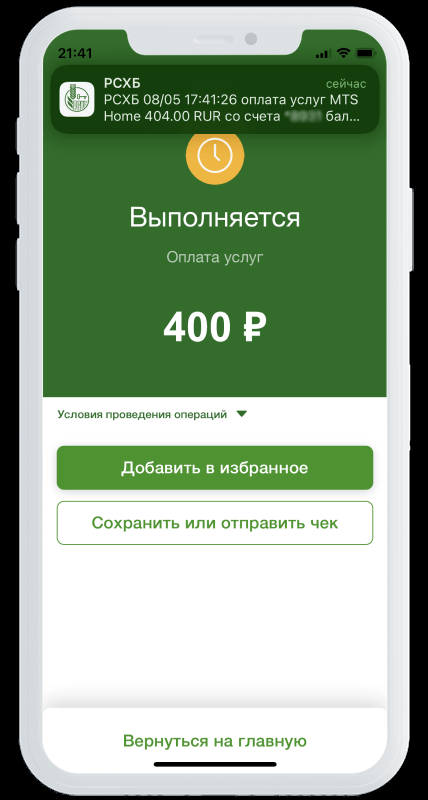 21:41
РСХБ
сейчас
РСХБ 08/05 17:41:26 оплата услуг MTS
Home 404.00 RUR со счета бал...
Выполняется
Оплата услуг
400 ₽
Условия проведения операций
Добавить в избранное
Сохранить или отправить чек
Вернуться на главную